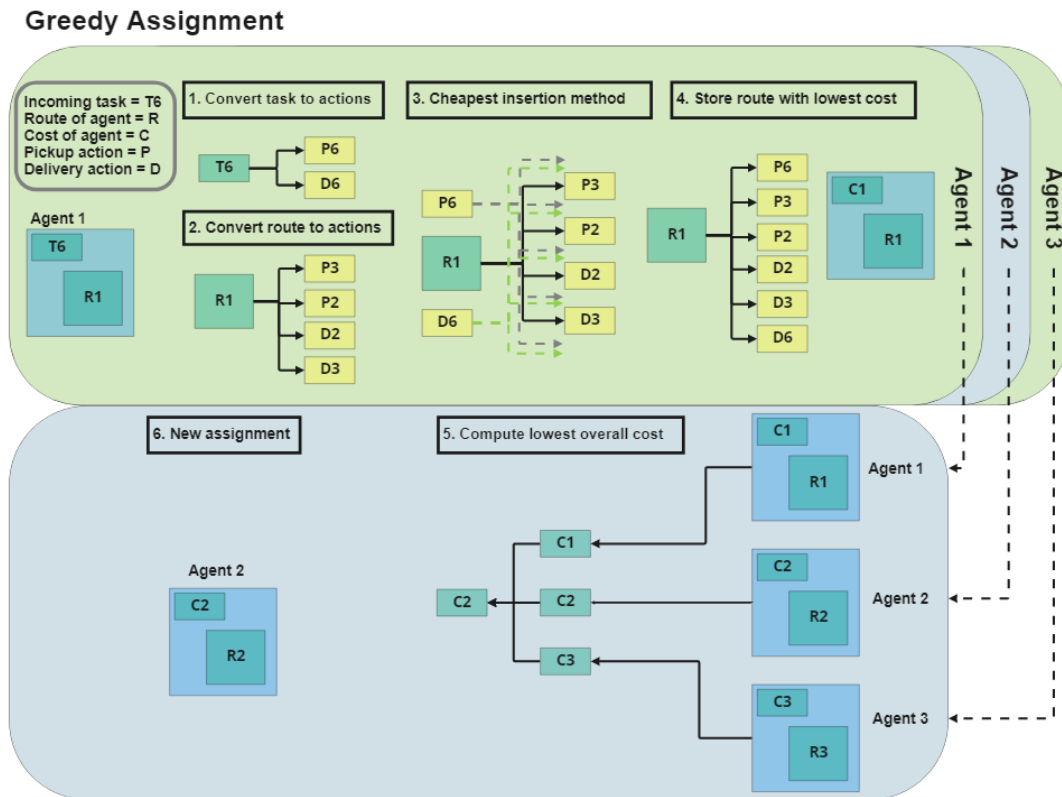 Greedy Assignment
Incoming task = T6
Route of agent = R
Cost of agent = C
Pickup action = P
Delivery action = D
Agent 1
T6
R1
1. Convert task to actions
T6
P6
D6
2. Convert route to actions
R1
P3
P2
D2
D3
3. Cheapest insertion method
P6
R1
D6
P3
P2
D2
D3
4. Store route with lowest cost
R1
P6
P3
P2
D2
D3
D6
C1
R1
Agent 1
Agent 2
Agent 3
6. New assignment
Agent 2
C2
R2
5. Compute lowest overall cost
C2
C1
C2
C3
C1
R1
Agent 1
C2
R2
Agent 2
C3
R3
Agent 3